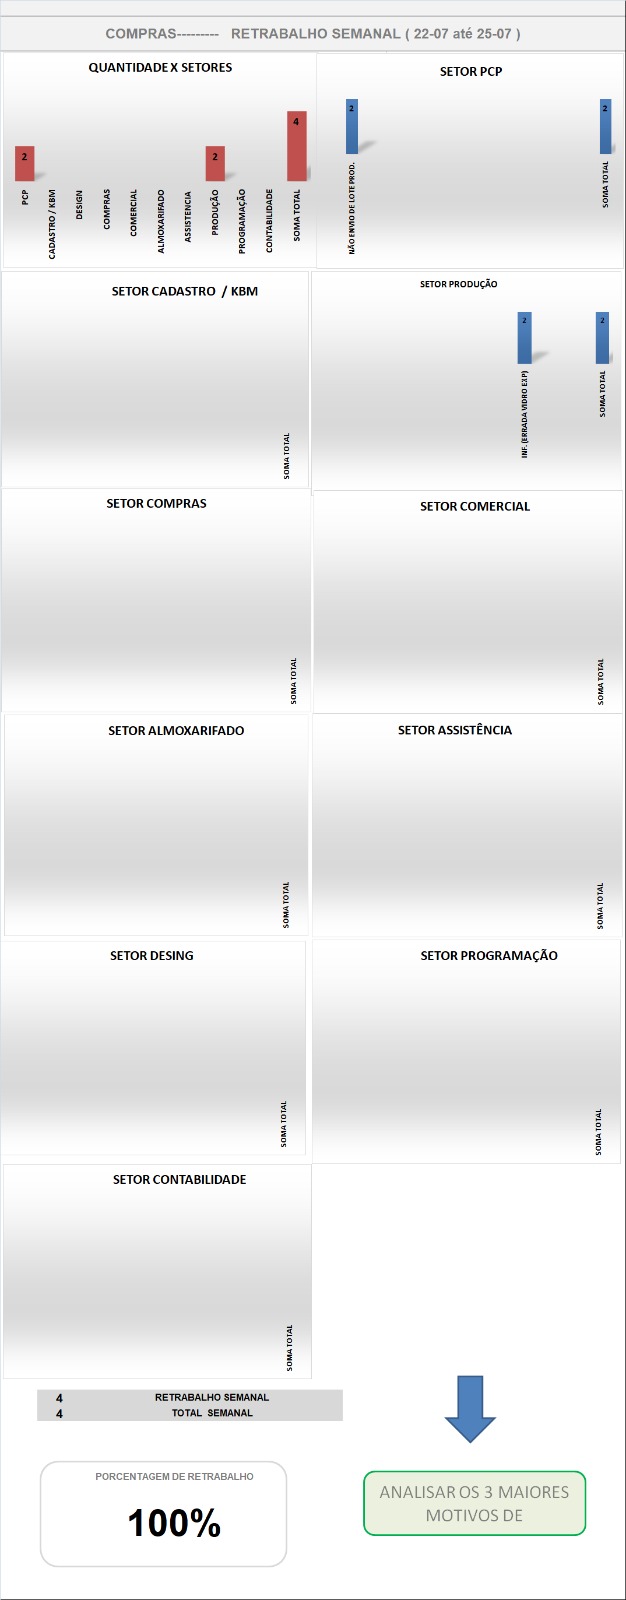 COMPRAS---------   RETRABALHO SEMANAL ( 22-07 até 25-07 )
QUANTIDADE X SETORES
2
2
4
PCP
CADASTRO / KBM
DESIGN
COMPRAS
COMERCIAL
ALMOXARIFADO
ASSISTENCIA
PRODUÇÃO
PROGRAMAÇÃO
CONTABILIDADE
SOMA TOTAL
SETOR PCP
2
2
NÃO ENVIO DE LOTE PROD.
SOMA TOTAL
SETOR CADASTRO / KBM
SOMA TOTAL
SETOR PRODUÇÃO
2
2
INF. (ERRADA VIDRO EXP)
SOMA TOTAL
SETOR COMPRAS
SOMA TOTAL
SETOR COMERCIAL
SOMA TOTAL
SETOR ALMOXARIFADO
SOMA TOTAL
SETOR ASSISTÊNCIA
SOMA TOTAL
SETOR DESING
SOMA TOTAL
SETOR PROGRAMAÇÃO
SOMA TOTAL
SETOR CONTABILIDADE
SOMA TOTAL
4 RETRABALHO SEMANAL
4 TOTAL SEMANAL
PORCENTAGEM DE RETRABALHO
100%
ANALISAR OS 3 MAIORES
MOTIVOS DE